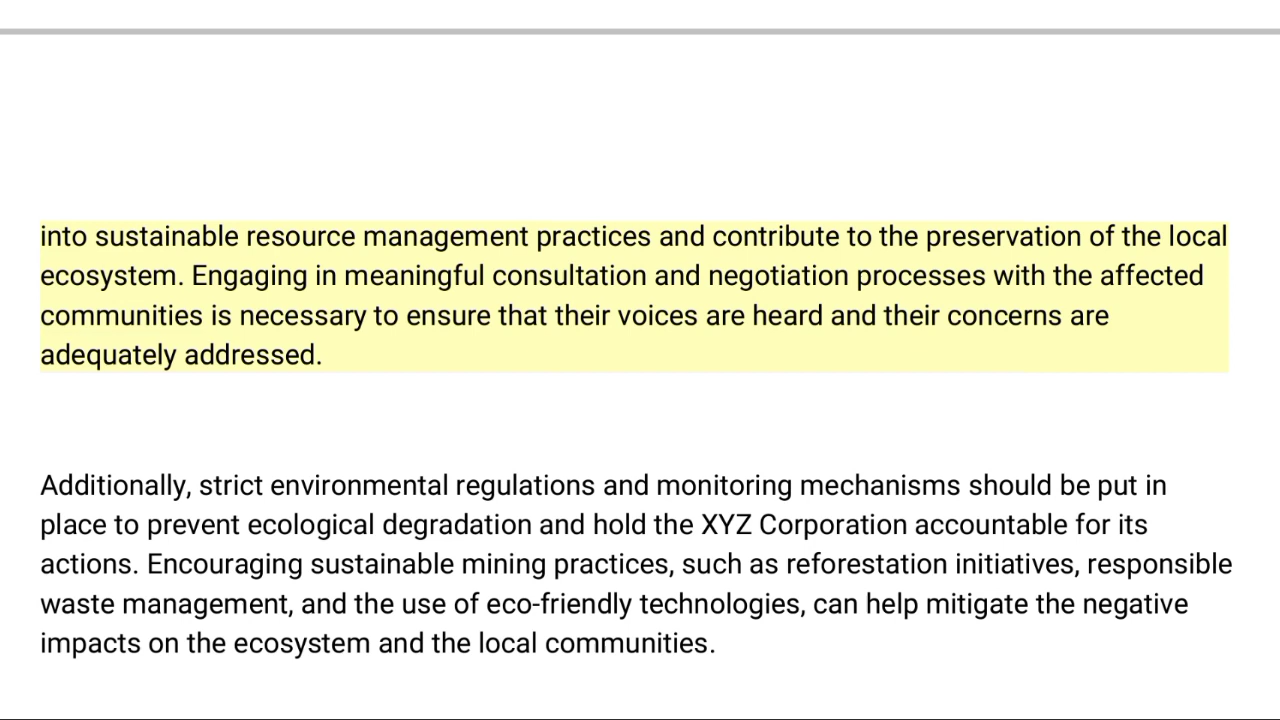 into sustainable resource management practices and contribute to the preservation of the local
ecosystem. Engaging in meaningful consultation and negotiation processes with the affected
communities is necessary to ensure that their voices are heard and their concerns are
adequately addressed.
Additionally, strict environmental regulations and monitoring mechanisms should be put in
place to prevent ecological degradation and hold the XYZ Corporation accountable for its
actions. Encouraging sustainable mining practices, such as reforestation initiatives, responsible
waste management, and the use of eco-friendly technologies, can help mitigate the negative
impacts on the ecosystem and the local communities.